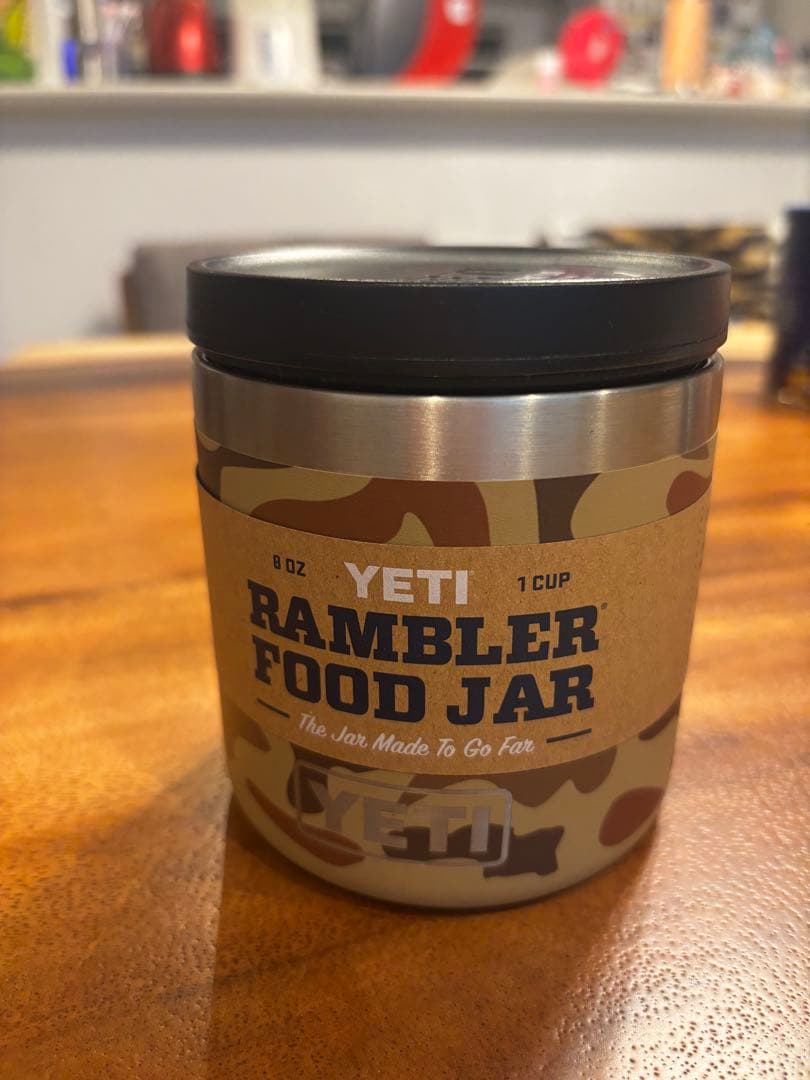 8 OZ YETI 1 CUP
RAMBLER®
FOOD JAR
The Jar Made To Go Far
YETI